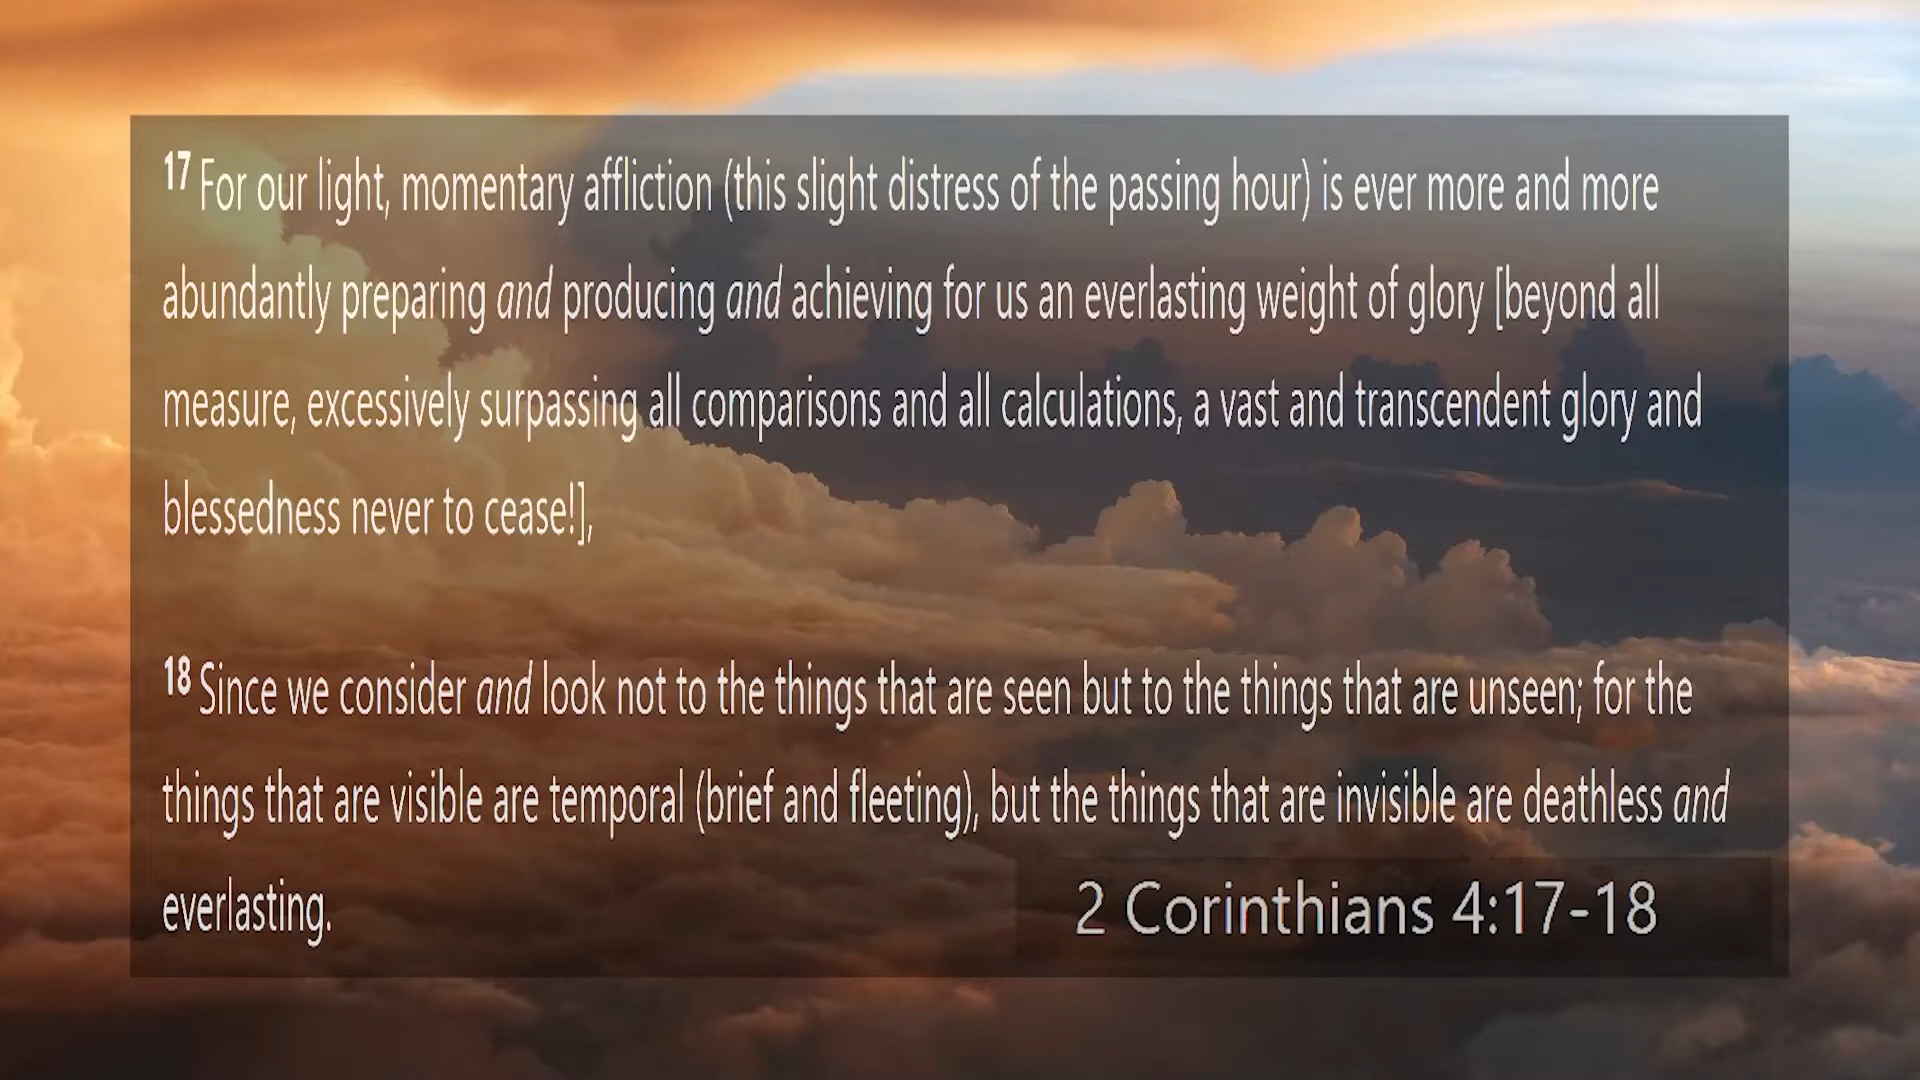 17 For our light, momentary affliction (this slight distress of the passing hour) is ever more and more
abundantly preparing and producing and achieving for us an everlasting weight of glory [beyond all
measure, excessively surpassing all comparisons and all calculations, a vast and transcendent glory and
blessedness never to cease!],
18 Since we consider and look not to the things that are seen but to the things that are unseen; for the
things that are visible are temporal (brief and fleeting), but the things that are invisible are deathless and
everlasting.
2 Corinthians 4:17-18